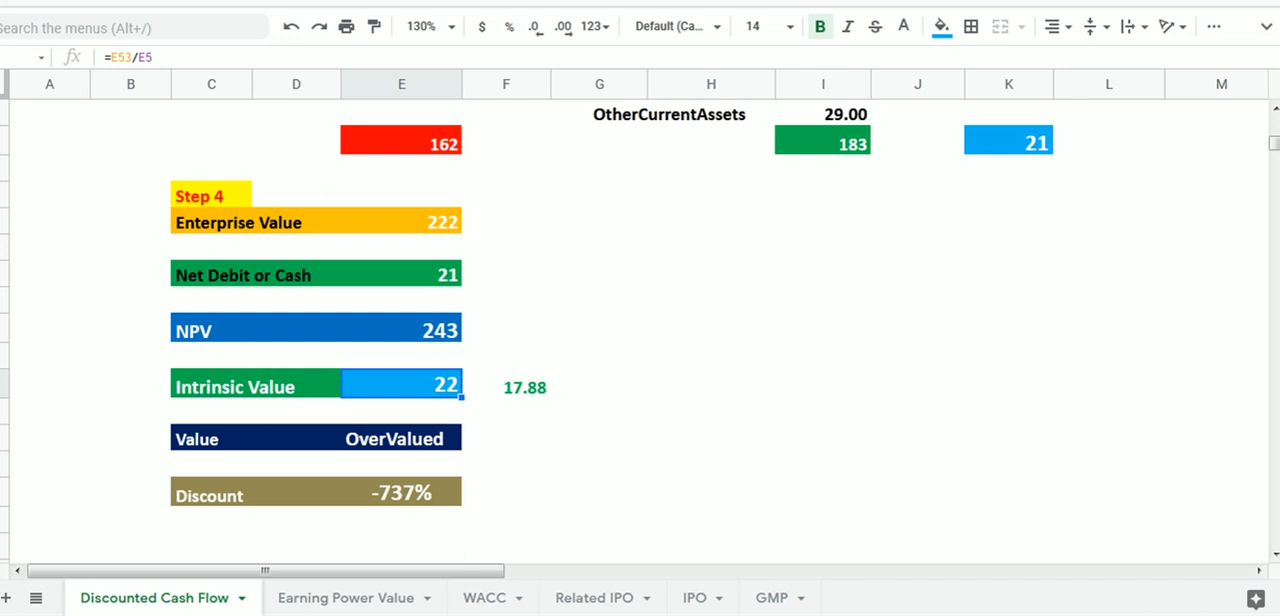 Search the menus (Alt+/)
130% $ % .0 .00 123 Default (Ca... 14 B I S A
fx =E53/E5
A B C D E F G H I J K L M
OtherCurrentAssets 29.00
162 183 21
Step 4
Enterprise Value 222
Net Debit or Cash 21
NPV 243
Intrinsic Value 22 17.88
Value OverValued
Discount -737%
+ Discounted Cash Flow Earning Power Value WACC Related IPO IPO GMP